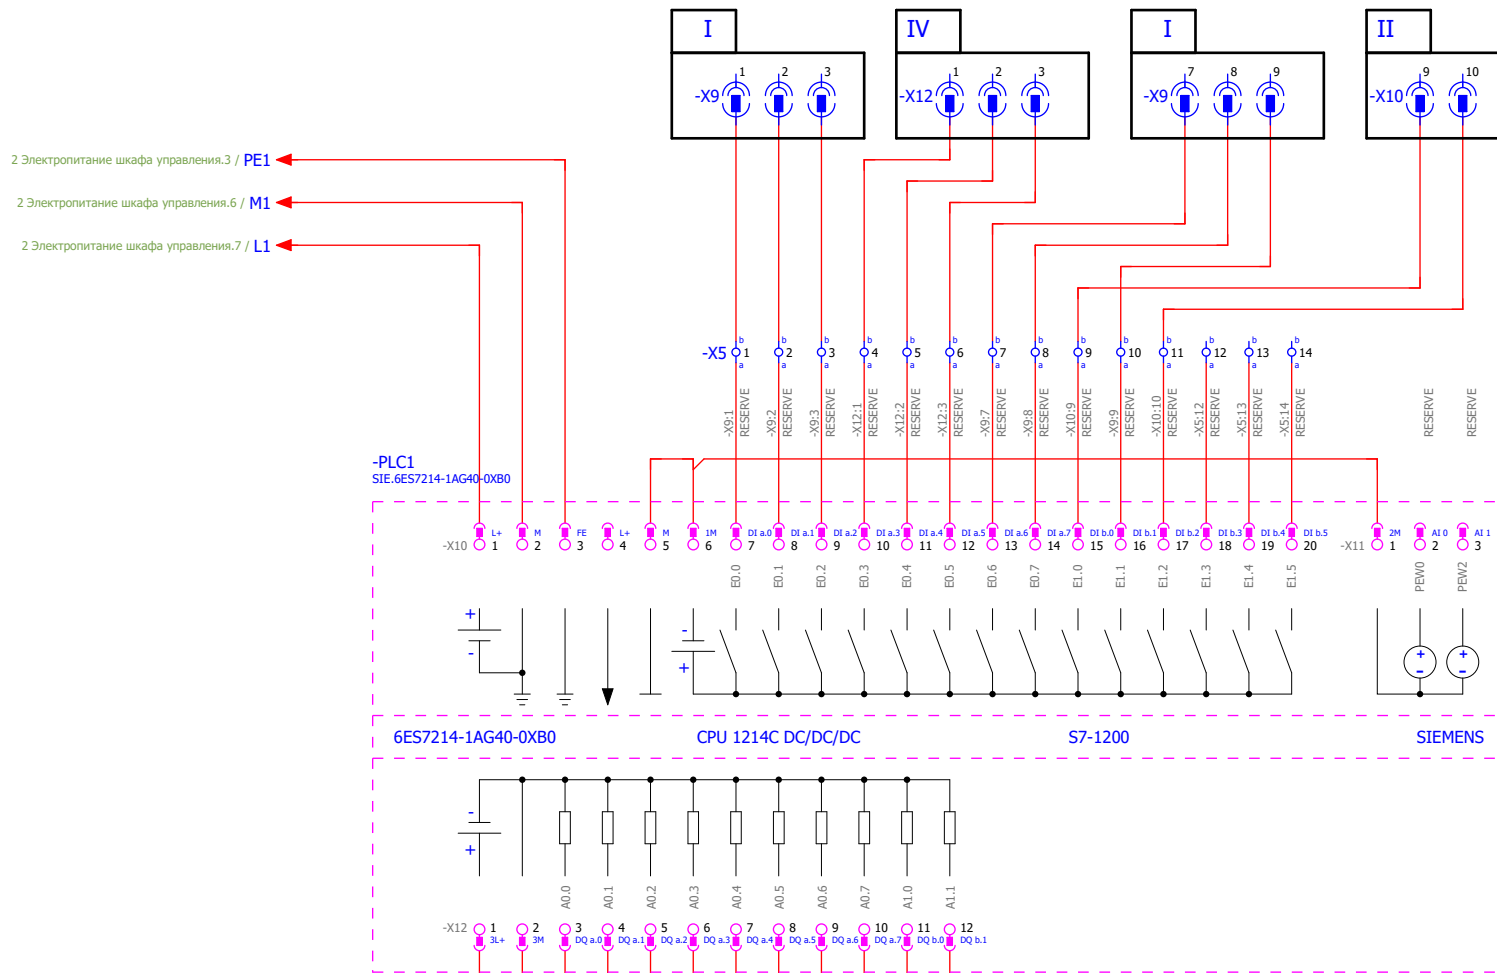 I IV I II
1 2 3 1 2 3 7 8 9 9 10
-X9 -X12 -X9 -X10
2 Электропитание шкафа управления.3 / PE1
2 Электропитание шкафа управления.6 / M1
2 Электропитание шкафа управления.7 / L1
b b b b b b b b b b b b b b
-X5 1 2 3 4 5 6 7 8 9 10 11 12 13 14
a a a a a a a a a a a a a a
-X9:1 -X9:2 -X9:3 -X12:1 -X12:2 -X12:3 -X9:7 -X9:8 -X10:9 -X9:9 -X10:10 -X5:12 -X5:13 -X5:14
RESERVE RESERVE RESERVE RESERVE RESERVE RESERVE RESERVE RESERVE RESERVE RESERVE RESERVE RESERVE RESERVE RESERVE RESERVE RESERVE
-PLC1
SIE.6ES7214-1AG40-0XB0
L+ M FE L+ M 1M DI a.0 DI a.1 DI a.2 DI a.3 DI a.4 DI a.5 DI a.6 DI a.7 DI b.0 DI b.1 DI b.2 DI b.3 DI b.4 DI b.5 2M AI 0 AI 1
-X10 1 2 3 4 5 6 7 8 9 10 11 12 13 14 15 16 17 18 19 20 -X11 1 2 3
E0.0 E0.1 E0.2 E0.3 E0.4 E0.5 E0.6 E0.7 E1.0 E1.1 E1.2 E1.3 E1.4 E1.5 PEW0 PEW2
+ - - + + - + -
6ES7214-1AG40-0XB0 CPU 1214C DC/DC/DC S7-1200 SIEMENS
- +
A0.0 A0.1 A0.2 A0.3 A0.4 A0.5 A0.6 A0.7 A1.0 A1.1
-X12 1 2 3 4 5 6 7 8 9 10 11 12
3L+ 3M DQ a.0 DQ a.1 DQ a.2 DQ a.3 DQ a.4 DQ a.5 DQ a.6 DQ a.7 DQ b.0 DQ b.1